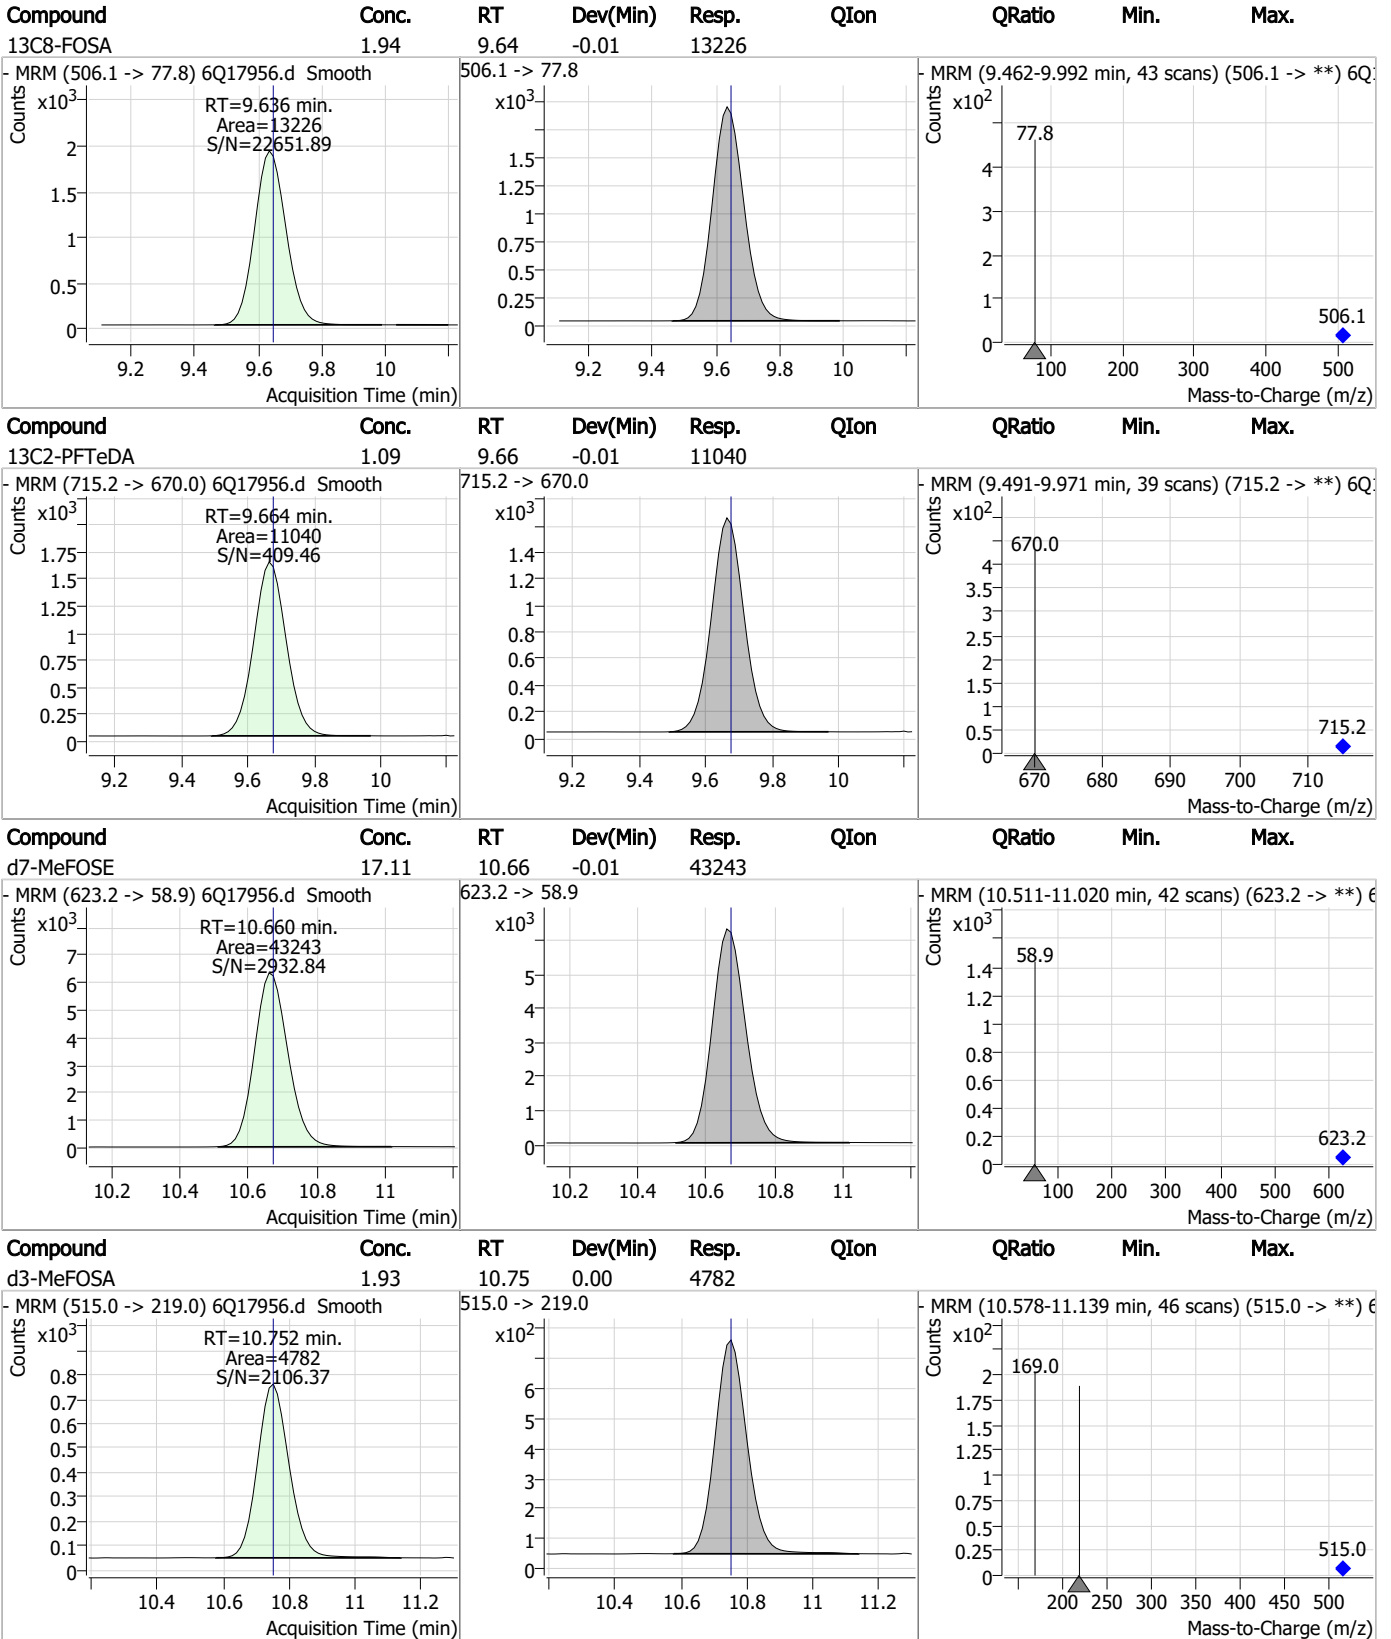 Compound Conc. RT Dev(Min) Resp. QIon QRatio Min. Max.
13C8-FOSA 1.94 9.64 -0.01 13226
- MRM (506.1 -> 77.8) 6Q17956.d Smooth
506.1 -> 77.8
- MRM (9.462-9.992 min, 43 scans) (506.1 -> **) 6Q
Counts
x10³
RT=9.636 min.
Area=13226
S/N=22651.89
2
1.5
1
0.5
0
9.2 9.4 9.6 9.8 10
Acquisition Time (min)
x10³
1.5
1.25
1
0.75
0.5
0.25
0
9.2 9.4 9.6 9.8 10
Counts
x10²
77.8
4
3
2
1
0
506.1
100 200 300 400 500
Mass-to-Charge (m/z)
Compound Conc. RT Dev(Min) Resp. QIon QRatio Min. Max.
13C2-PFTeDA 1.09 9.66 -0.01 11040
- MRM (715.2 -> 670.0) 6Q17956.d Smooth
715.2 -> 670.0
- MRM (9.491-9.971 min, 39 scans) (715.2 -> **) 6Q
Counts
x10³
RT=9.664 min.
Area=11040
S/N=409.46
1.75
1.5
1.25
1
0.75
0.5
0.25
0
9.2 9.4 9.6 9.8 10
Acquisition Time (min)
x10³
1.4
1.2
1
0.8
0.6
0.4
0.2
0
9.2 9.4 9.6 9.8 10
Counts
x10²
670.0
4
3.5
3
2.5
2
1.5
1
0.5
0
715.2
670 680 690 700 710
Mass-to-Charge (m/z)
Compound Conc. RT Dev(Min) Resp. QIon QRatio Min. Max.
d7-MeFOSE 17.11 10.66 -0.01 43243
- MRM (623.2 -> 58.9) 6Q17956.d Smooth
623.2 -> 58.9
- MRM (10.511-11.020 min, 42 scans) (623.2 -> **) 6
Counts
x10³
RT=10.660 min.
Area=43243
S/N=2932.84
7
6
5
4
3
2
1
0
10.2 10.4 10.6 10.8 11
Acquisition Time (min)
x10³
5
4
3
2
1
0
10.2 10.4 10.6 10.8 11
Counts
x10³
58.9
1.4
1.2
1
0.8
0.6
0.4
0.2
0
623.2
100 200 300 400 500 600
Mass-to-Charge (m/z)
Compound Conc. RT Dev(Min) Resp. QIon QRatio Min. Max.
d3-MeFOSA 1.93 10.75 0.00 4782
- MRM (515.0 -> 219.0) 6Q17956.d Smooth
515.0 -> 219.0
- MRM (10.578-11.139 min, 46 scans) (515.0 -> **) 6
Counts
x10³
RT=10.752 min.
Area=4782
S/N=2106.37
0.8
0.7
0.6
0.5
0.4
0.3
0.2
0.1
0
10.4 10.6 10.8 11 11.2
Acquisition Time (min)
x10²
6
5
4
3
2
1
0
10.4 10.6 10.8 11 11.2
Counts
x10²
169.0
2
1.75
1.5
1.25
1
0.75
0.5
0.25
0
515.0
200 250 300 350 400 450 500
Mass-to-Charge (m/z)